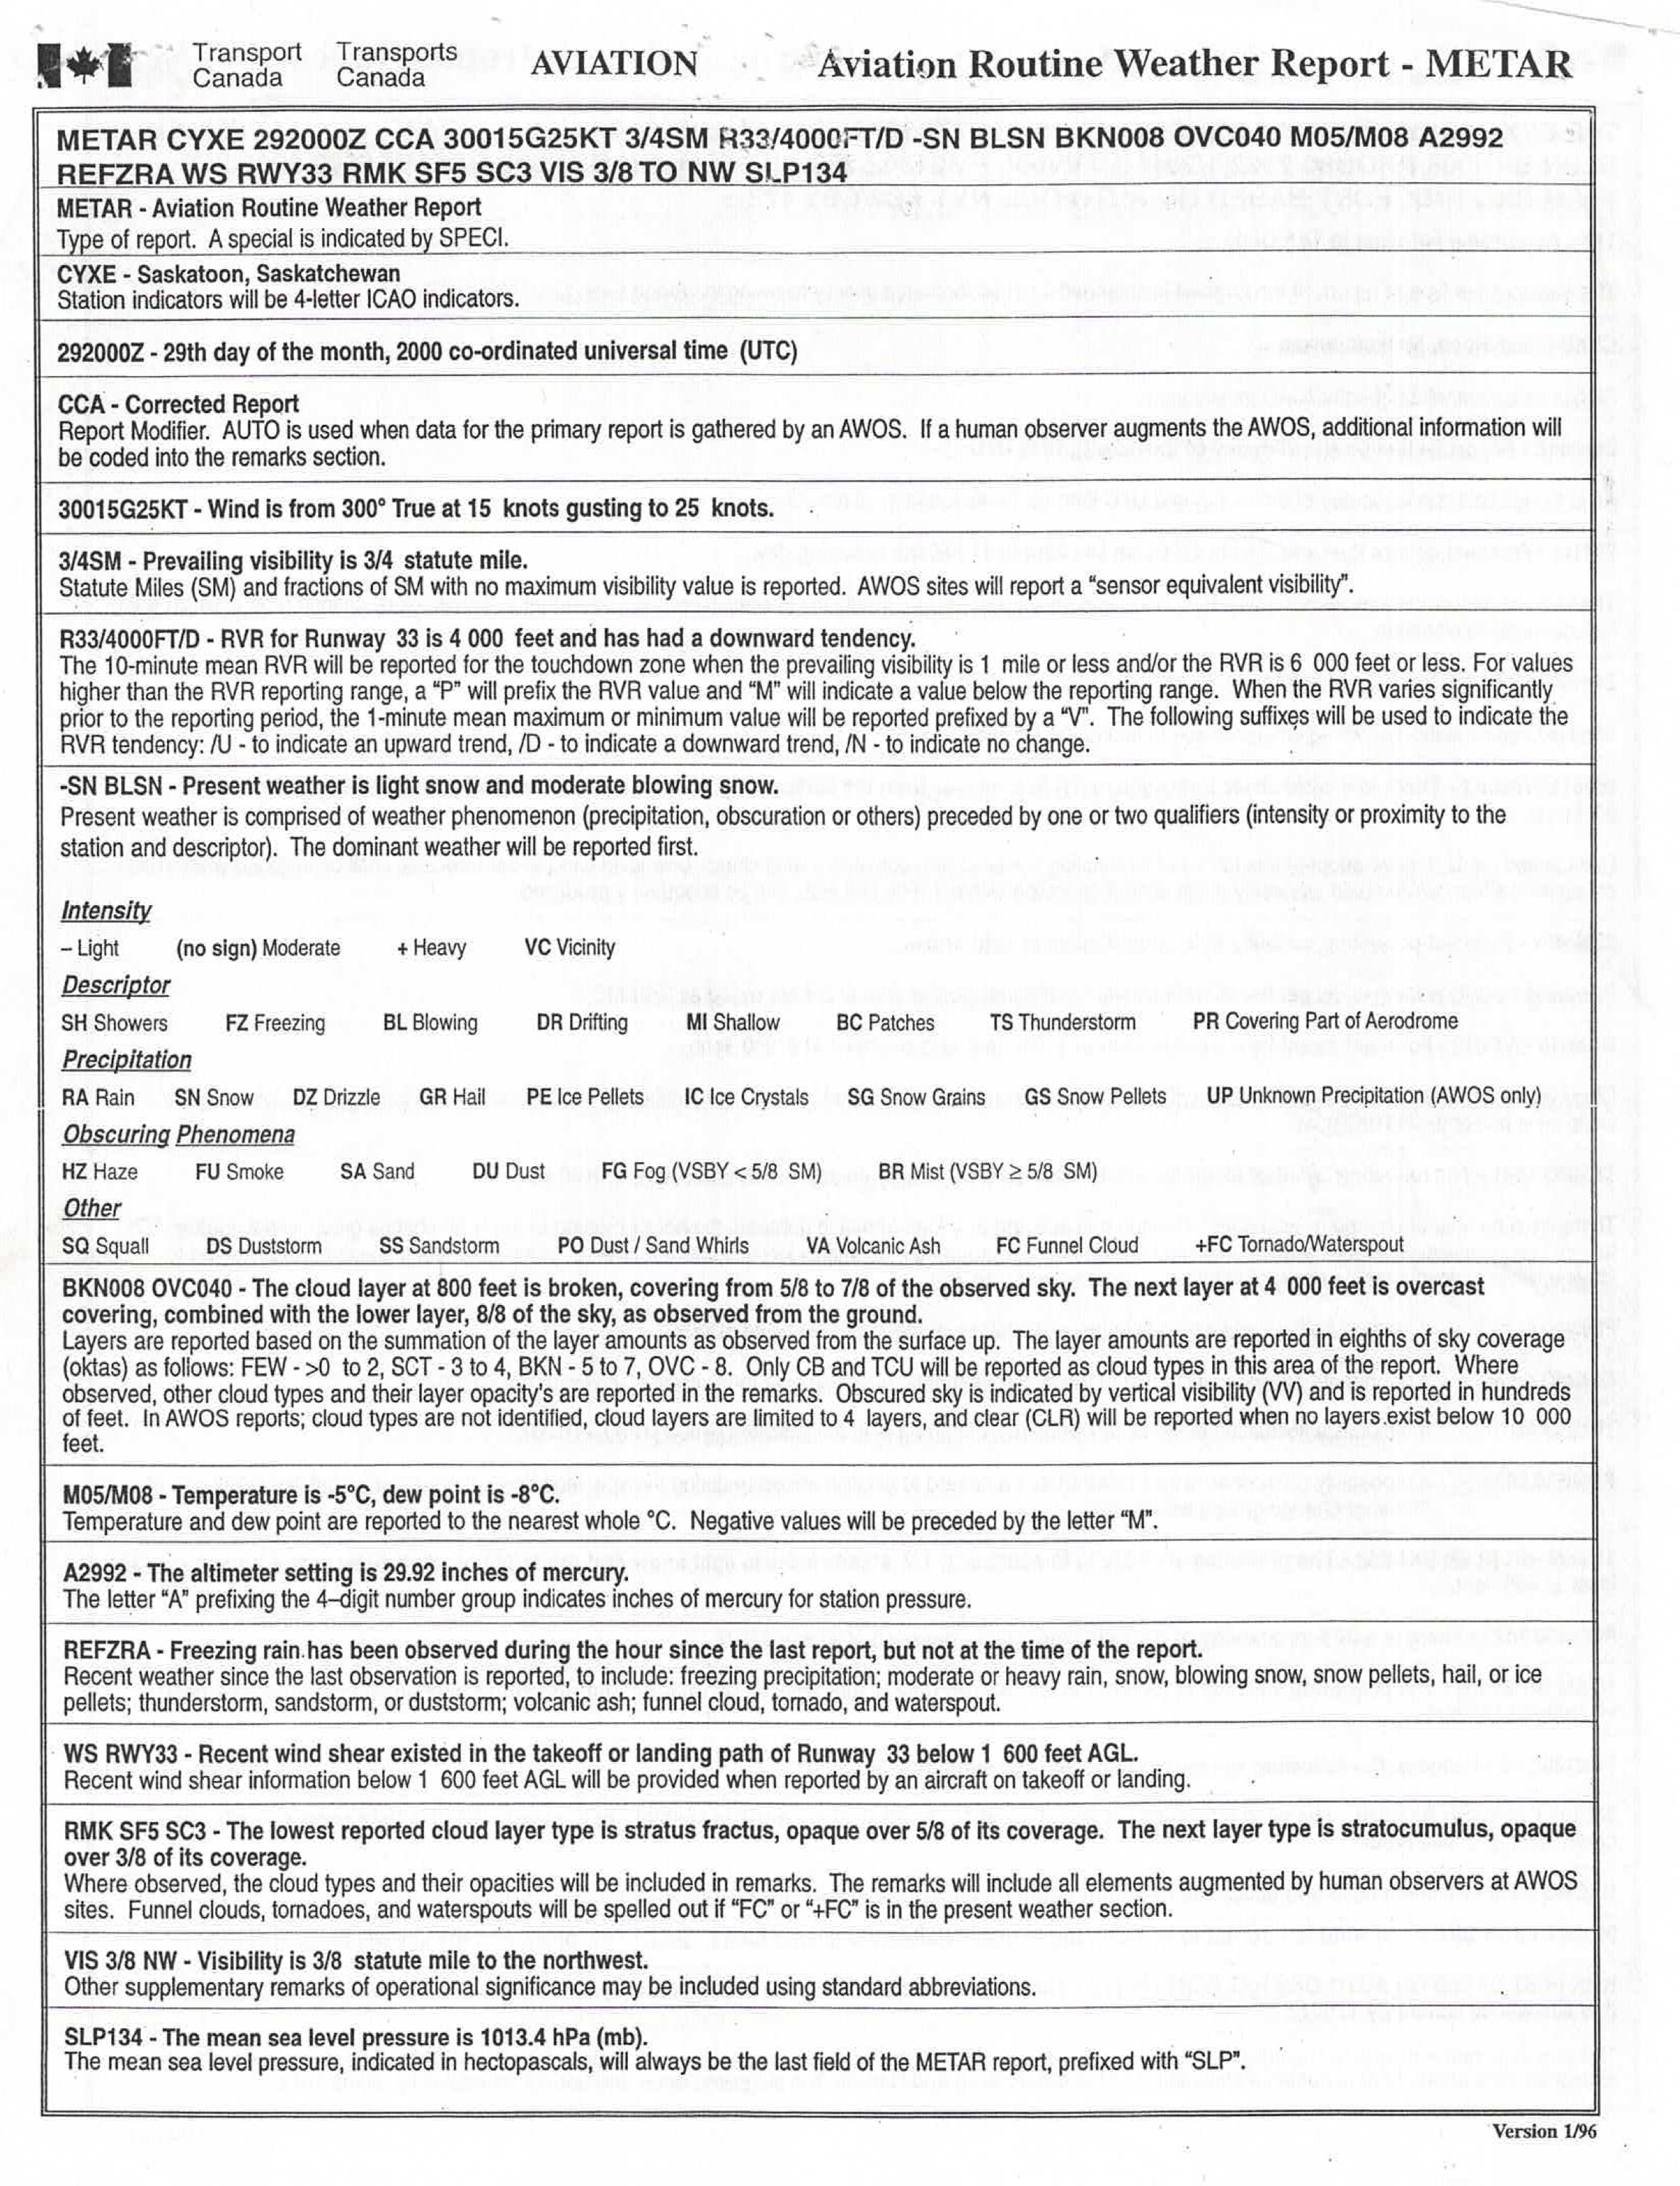 Transport Transports
Canada Canada
AVIATION
Aviation Routine Weather Report - METAR
METAR CYXE 292000Z CCA 30015G25KT 3/4SM R33/4000FT/D -SN BLSN BKN008 OVC040 M05/M08 A2992
REFZRA WS RWY33 RMK SF5 SC3 VIS 3/8 TO NW SLP134
METAR - Aviation Routine Weather Report
Type of report. A special is indicated by SPECI.
CYXE - Saskatoon, Saskatchewan
Station indicators will be 4-letter ICAO indicators.
292000Z - 29th day of the month, 2000 co-ordinated universal time (UTC)
CCA - Corrected Report
Report Modifier. AUTO is used when data for the primary report is gathered by an AWOS. If a human observer augments the AWOS, additional information will
be coded into the remarks section.
30015G25KT - Wind is from 300° True at 15 knots gusting to 25 knots.
3/4SM - Prevailing visibility is 3/4 statute mile.
Statute Miles (SM) and fractions of SM with no maximum visibility value is reported. AWOS sites will report a “sensor equivalent visibility”.
R33/4000FT/D - RVR for Runway 33 is 4 000 feet and has had a downward tendency.
The 10-minute mean RVR will be reported for the touchdown zone when the prevailing visibility is 1 mile or less and/or the RVR is 6 000 feet or less. For values
higher than the RVR reporting range, a “P” will prefix the RVR value and “M” will indicate a value below the reporting range. When the RVR varies significantly
prior to the reporting period, the 1-minute mean maximum or minimum value will be reported prefixed by a “V”. The following suffixes will be used to indicate the
RVR tendency: /U - to indicate an upward trend, /D - to indicate a downward trend, /N - to indicate no change.
-SN BLSN - Present weather is light snow and moderate blowing snow.
Present weather is comprised of weather phenomenon (precipitation, obscuration or others) preceded by one or two qualifiers (intensity or proximity to the
station and descriptor). The dominant weather will be reported first.
Intensity
– Light (no sign) Moderate + Heavy VC Vicinity
Descriptor
SH Showers FZ Freezing BL Blowing DR Drifting MI Shallow BC Patches TS Thunderstorm PR Covering Part of Aerodrome
Precipitation
RA Rain SN Snow DZ Drizzle GR Hail PE Ice Pellets IC Ice Crystals SG Snow Grains GS Snow Pellets UP Unknown Precipitation (AWOS only)
Obscuring Phenomena
HZ Haze FU Smoke SA Sand DU Dust FG Fog (VSBY < 5/8 SM) BR Mist (VSBY ≥ 5/8 SM)
Other
SQ Squall DS Duststorm SS Sandstorm PO Dust / Sand Whirls VA Volcanic Ash FC Funnel Cloud +FC Tornado/Waterspout
BKN008 OVC040 - The cloud layer at 800 feet is broken, covering from 5/8 to 7/8 of the observed sky. The next layer at 4 000 feet is overcast
covering, combined with the lower layer, 8/8 of the sky, as observed from the ground.
Layers are reported based on the summation of the layer amounts as observed from the surface up. The layer amounts are reported in eighths of sky coverage
(oktas) as follows: FEW - >0 to 2, SCT - 3 to 4, BKN - 5 to 7, OVC - 8. Only CB and TCU will be reported as cloud types in this area of the report. Where
observed, other cloud types and their layer opacity's are reported in the remarks. Obscured sky is indicated by vertical visibility (VV) and is reported in hundreds
of feet. In AWOS reports; cloud types are not identified, cloud layers are limited to 4 layers, and clear (CLR) will be reported when no layers exist below 10 000
feet.
M05/M08 - Temperature is -5°C, dew point is -8°C.
Temperature and dew point are reported to the nearest whole °C. Negative values will be preceded by the letter “M”.
A2992 - The altimeter setting is 29.92 inches of mercury.
The letter “A” prefixing the 4–digit number group indicates inches of mercury for station pressure.
REFZRA - Freezing rain has been observed during the hour since the last report, but not at the time of the report.
Recent weather since the last observation is reported, to include: freezing precipitation; moderate or heavy rain, snow, blowing snow, snow pellets, hail, or ice
pellets; thunderstorm, sandstorm, or duststorm; volcanic ash; funnel cloud, tornado, and waterspout.
WS RWY33 - Recent wind shear existed in the takeoff or landing path of Runway 33 below 1 600 feet AGL.
Recent wind shear information below 1 600 feet AGL will be provided when reported by an aircraft on takeoff or landing.
RMK SF5 SC3 - The lowest reported cloud layer type is stratus fractus, opaque over 5/8 of its coverage. The next layer type is stratocumulus, opaque
over 3/8 of its coverage.
Where observed, the cloud types and their opacities will be included in remarks. The remarks will include all elements augmented by human observers at AWOS
sites. Funnel clouds, tornadoes, and waterspouts will be spelled out if “FC” or “+FC” is in the present weather section.
VIS 3/8 NW - Visibility is 3/8 statute mile to the northwest.
Other supplementary remarks of operational significance may be included using standard abbreviations.
SLP134 - The mean sea level pressure is 1013.4 hPa (mb).
The mean sea level pressure, indicated in hectopascals, will always be the last field of the METAR report, prefixed with “SLP”.
Version 1/96